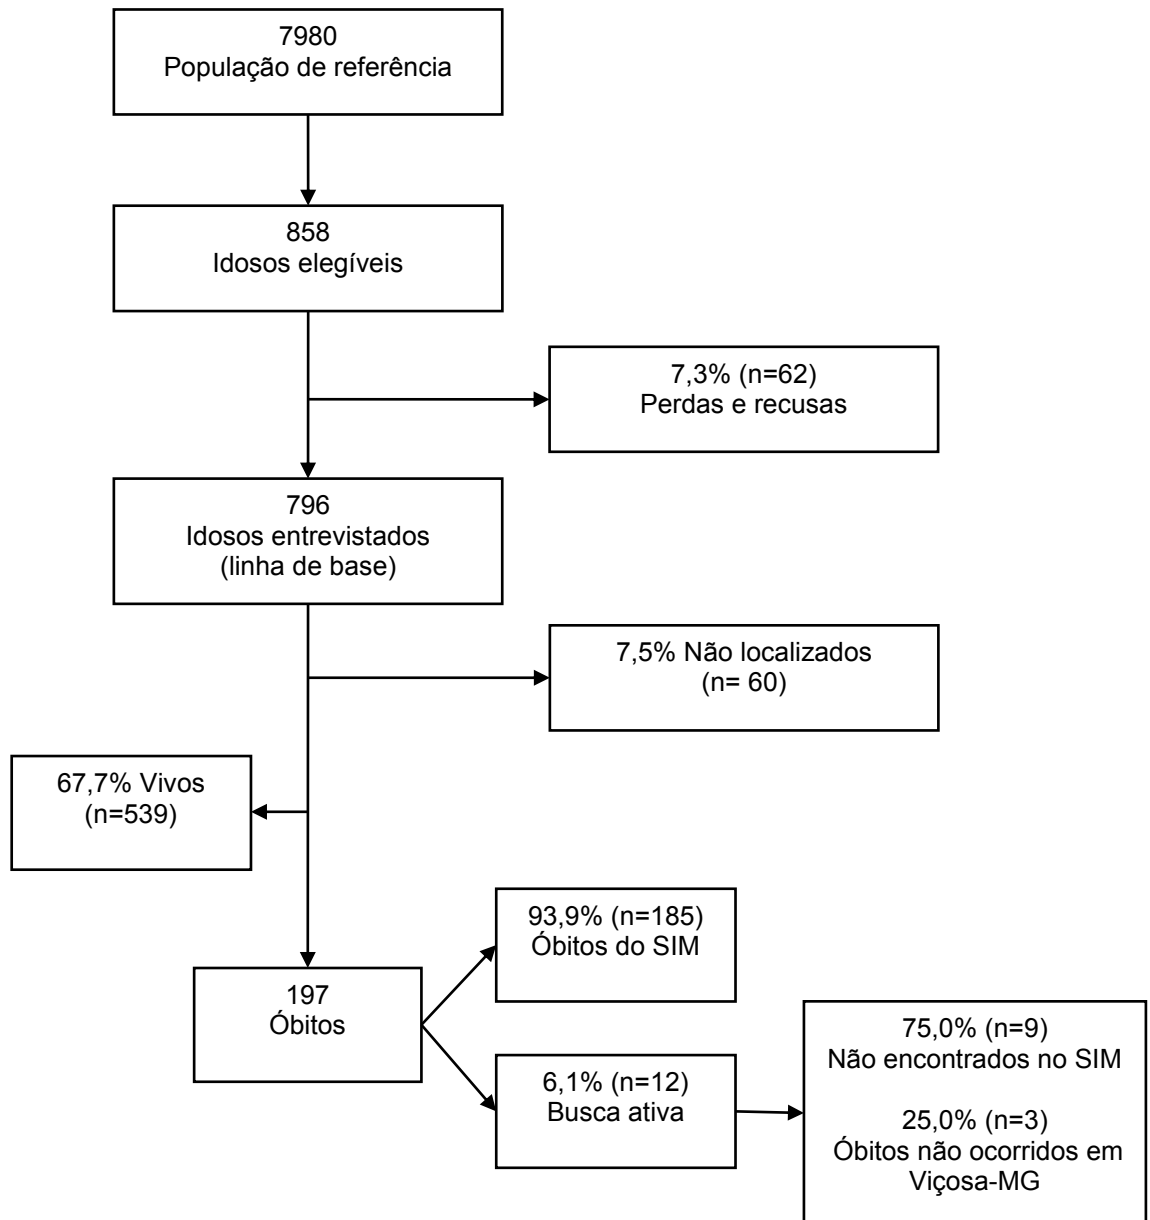 7980
População de referência
858
Idosos elegíveis
7,3% (n=62)
Perdas e recusas
796
Idosos entrevistados
(linha de base)
7,5% Não localizados
(n= 60)
67,7% Vivos
(n=539)
93,9% (n=185)
Óbitos do SIM
197
Óbitos
75,0% (n=9)
Não encontrados no SIM
6,1% (n=12)
Busca ativa
25,0% (n=3)
Óbitos não ocorridos em
Viçosa-MG